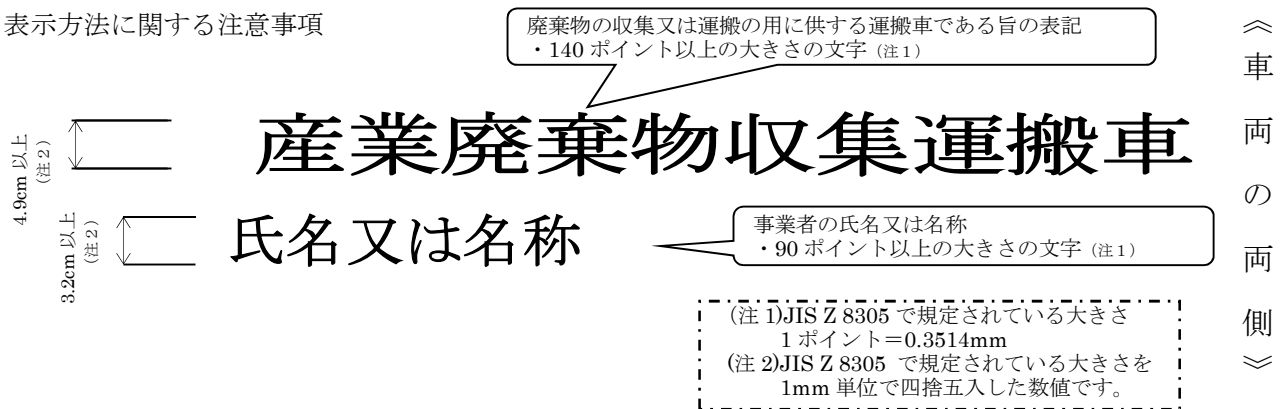 表示方法に関する注意事項
廃棄物の収集又は運搬の用に供する運搬車である旨の表記
・140 ポイント以上の大きさの文字（注１）
4.9cm 以上
（注２）
産業廃棄物収集運搬車
3.2cm 以上
（注２）
氏名又は名称
事業者の氏名又は名称
・90 ポイント以上の大きさの文字（注１）
(注 1)JIS Z 8305 で規定されている大きさ
1 ポイント＝0.3514mm
(注 2)JIS Z 8305 で規定されている大きさを
1mm 単位で四捨五入した数値です。
≪車両の両側≫